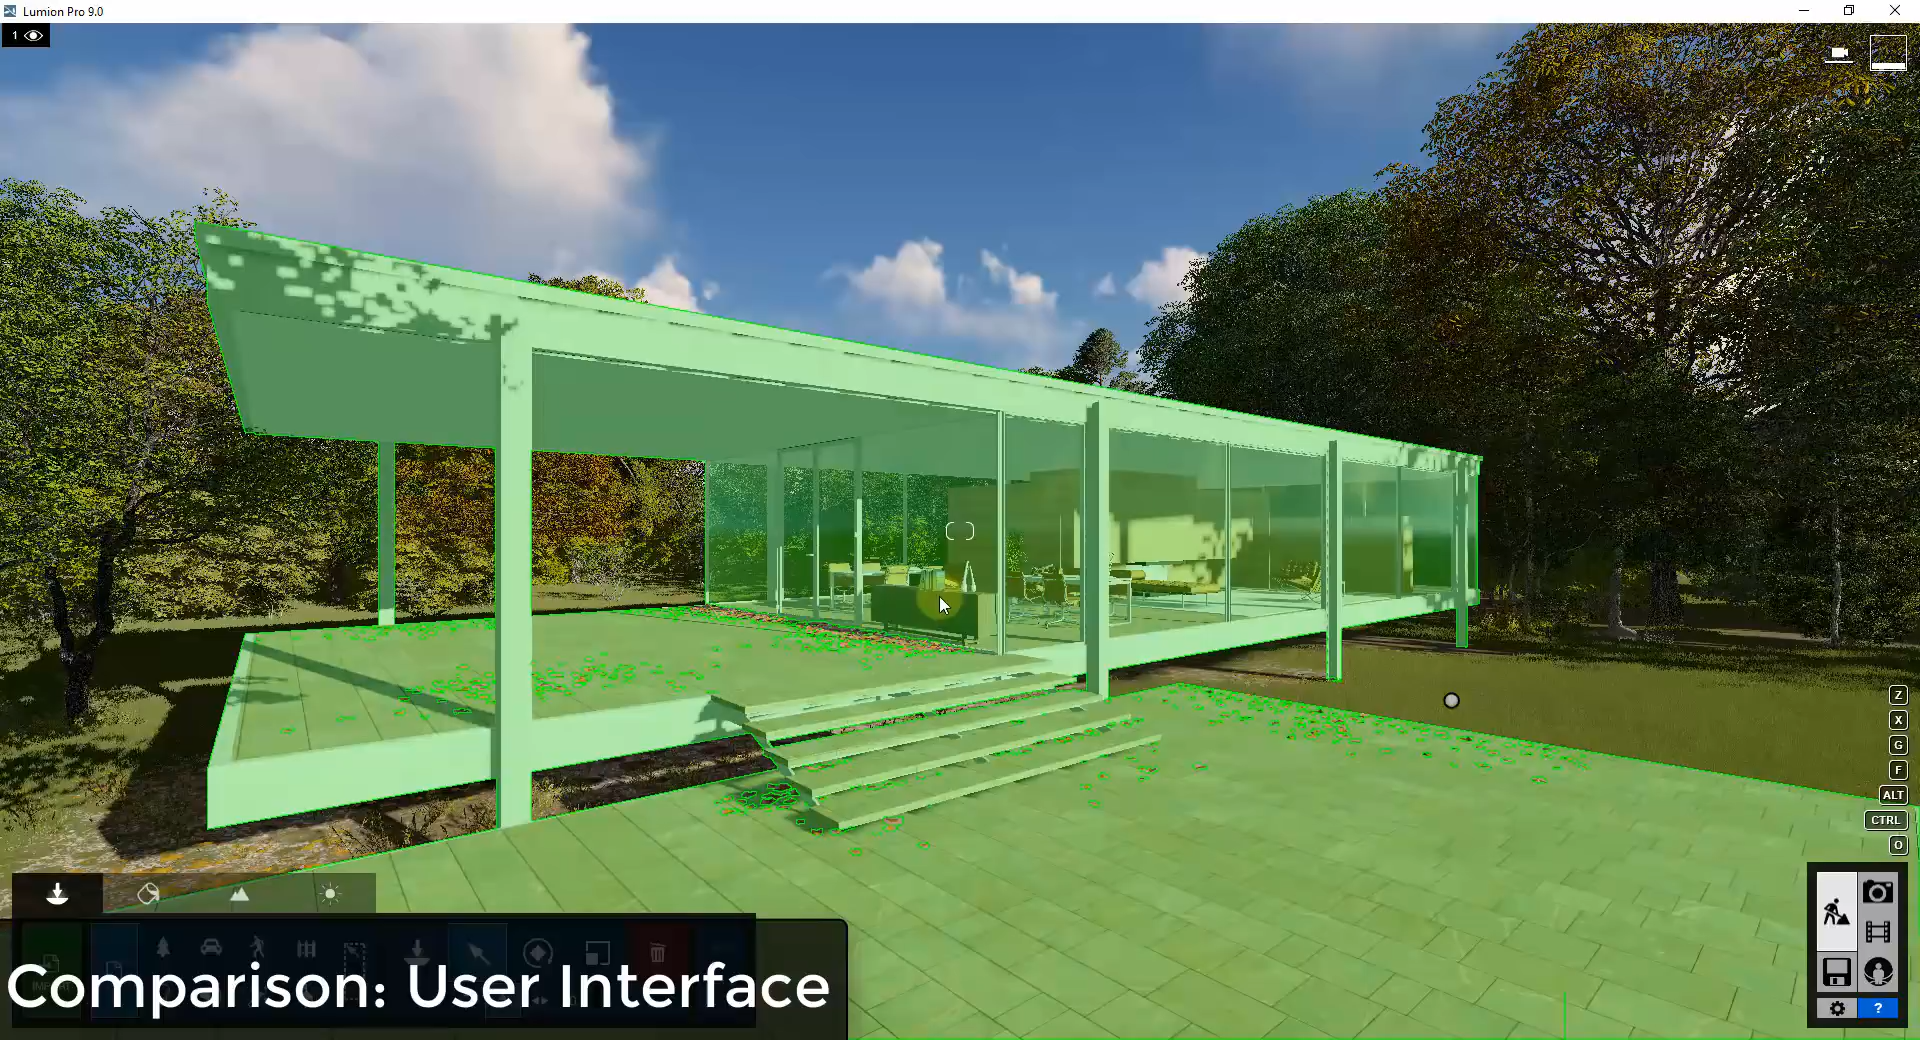 Lumion Pro 9.0
1
Z
X
G
F
ALT
CTRL
O
Comparison: User Interface
?